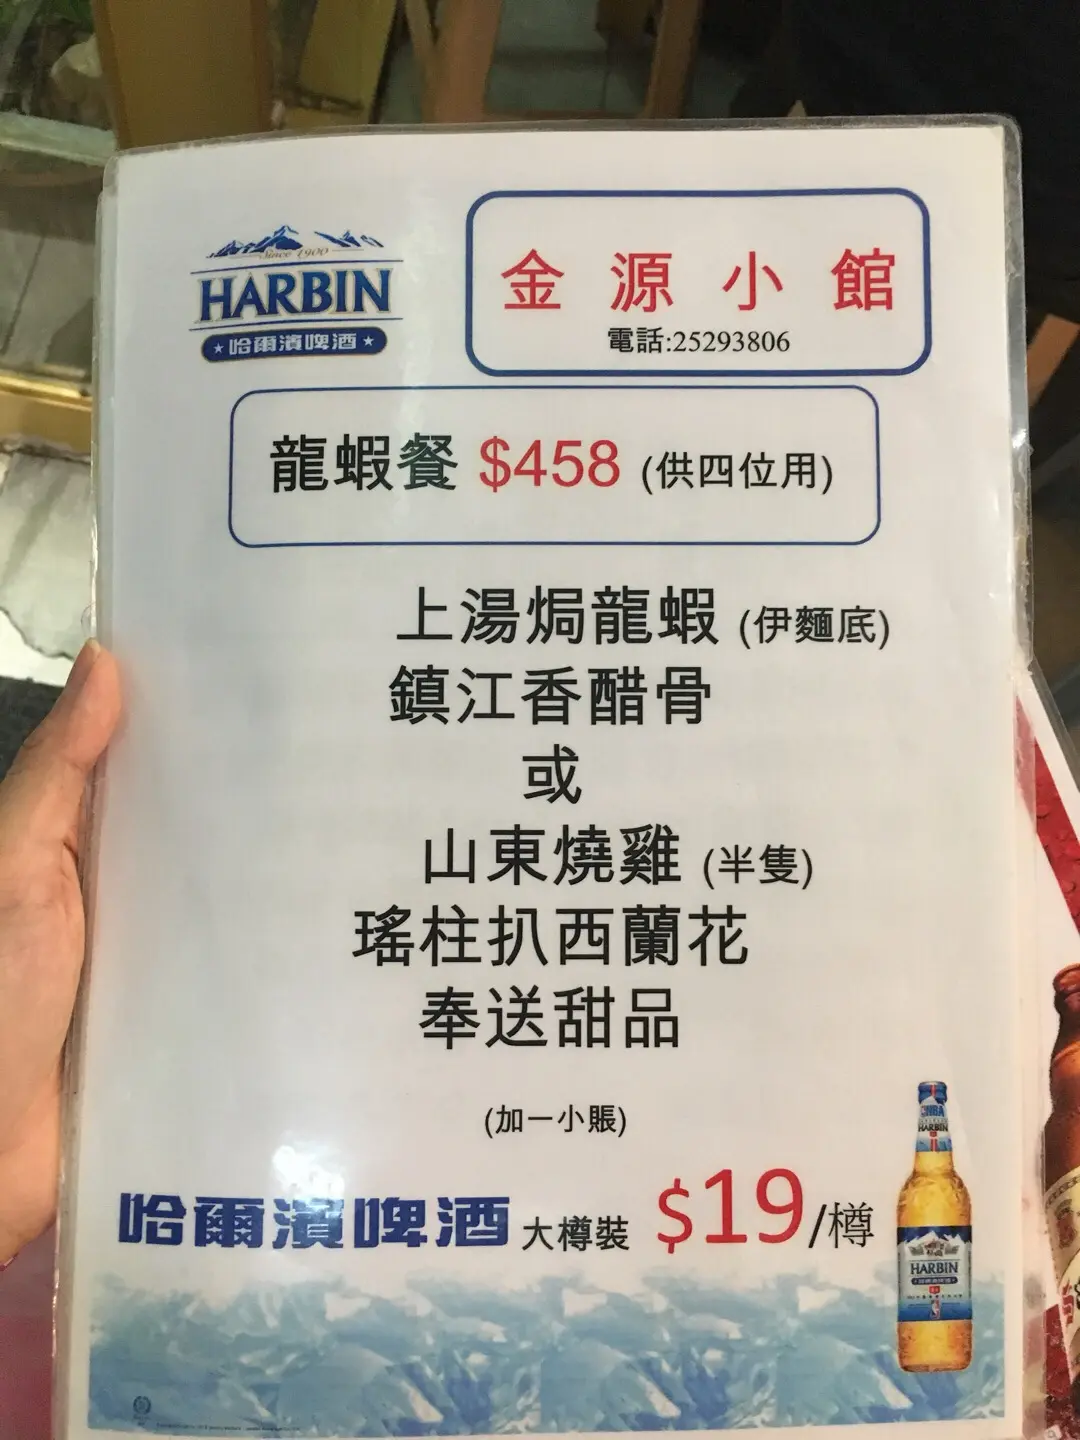 Since 1900
HARBIN
哈爾濱啤酒
金源小館
電話:25293806
龍蝦餐 $458 (供四位用)
上湯焗龍蝦 (伊麵底)
鎮江香醋骨
或
山東燒雞 (半隻)
瑤柱扒西蘭花
奉送甜品
(加一小賬)
哈爾濱啤酒 大樽裝 $19/樽
NBA
HARBIN
HARBIN